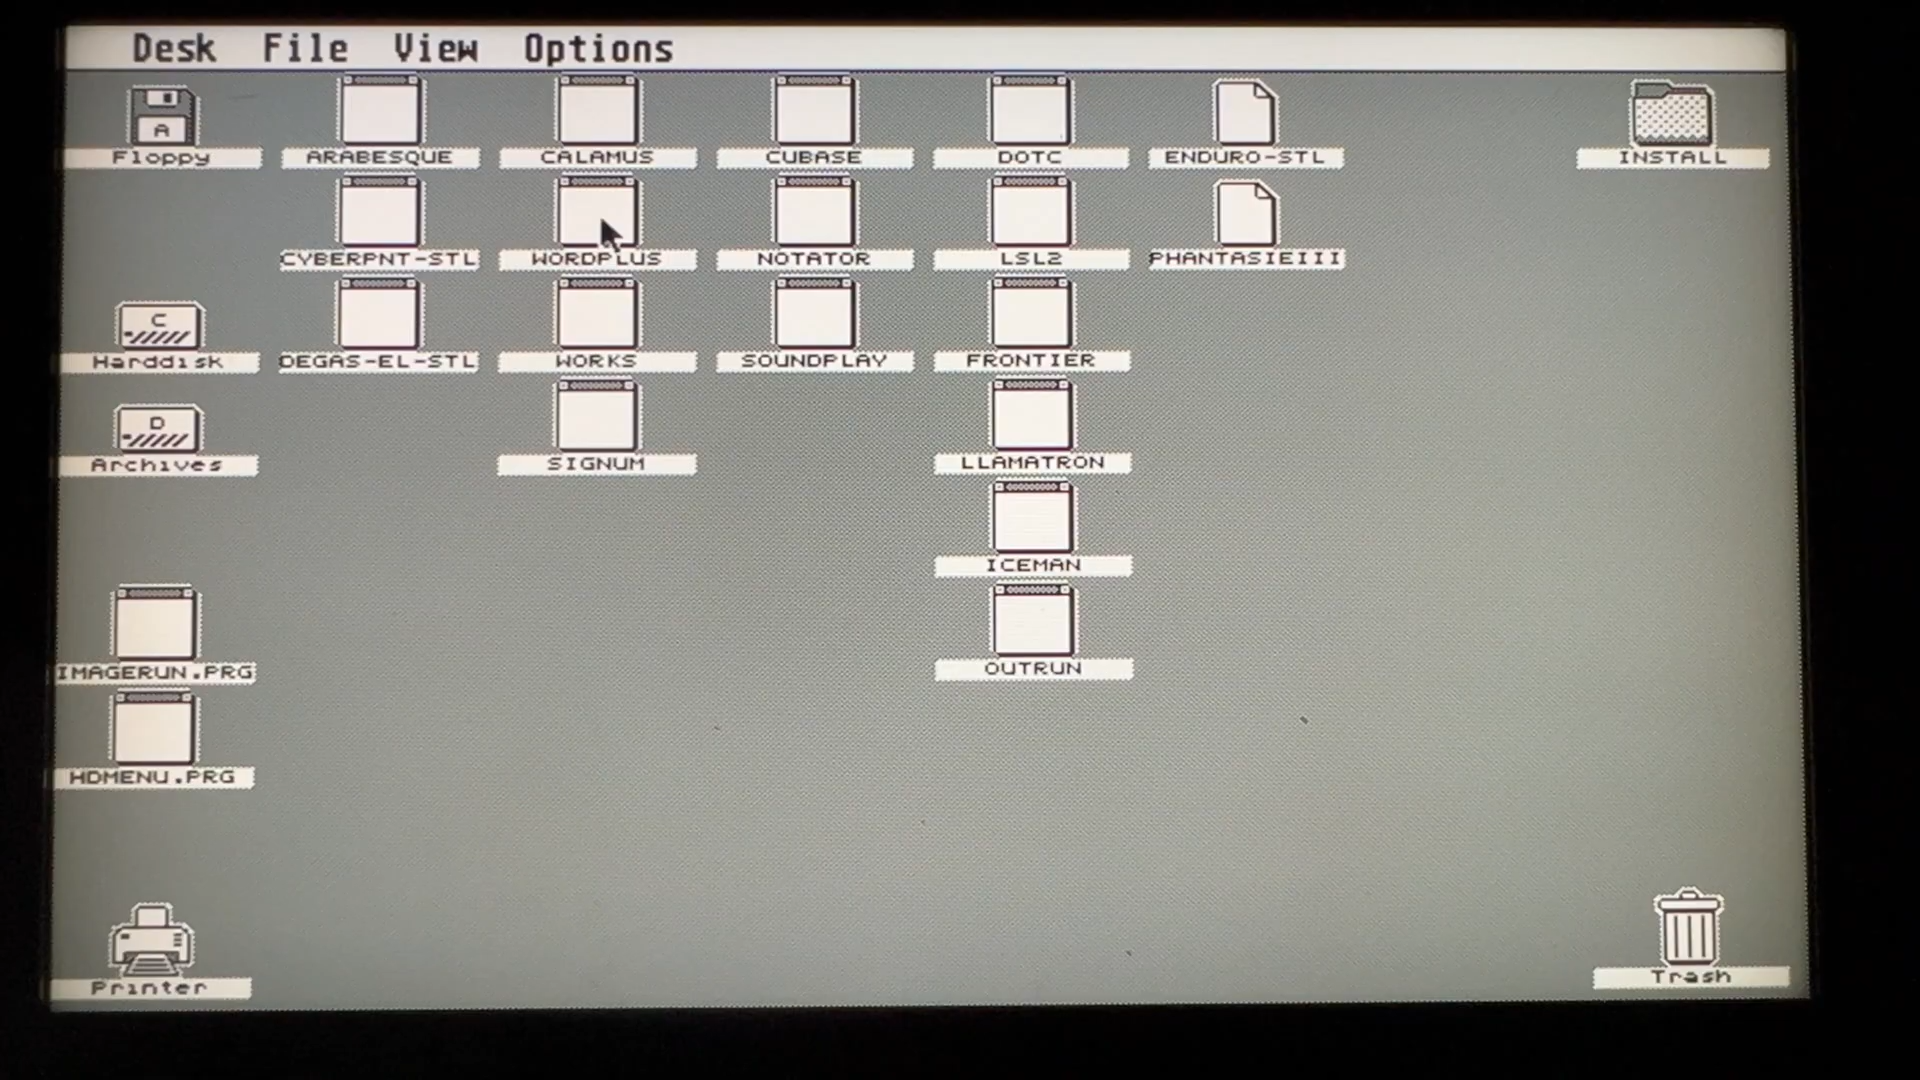 Desk File View Options
A
Floppy ARABESQUE CALAMUS CUBASE DOTC ENDURO-STL INSTALL
CYBERPNT-STL WORDPLUS NOTATOR LSL2 PHANTASIEIII
C
Harddisk DEGAS-EL-STL WORKS SOUNDPLAY FRONTIER
D
Archives SIGNUM LLAMATRON
ICEMAN
IMAGERUN.PRG OUTRUN
HDMENU.PRG
Printer Trash